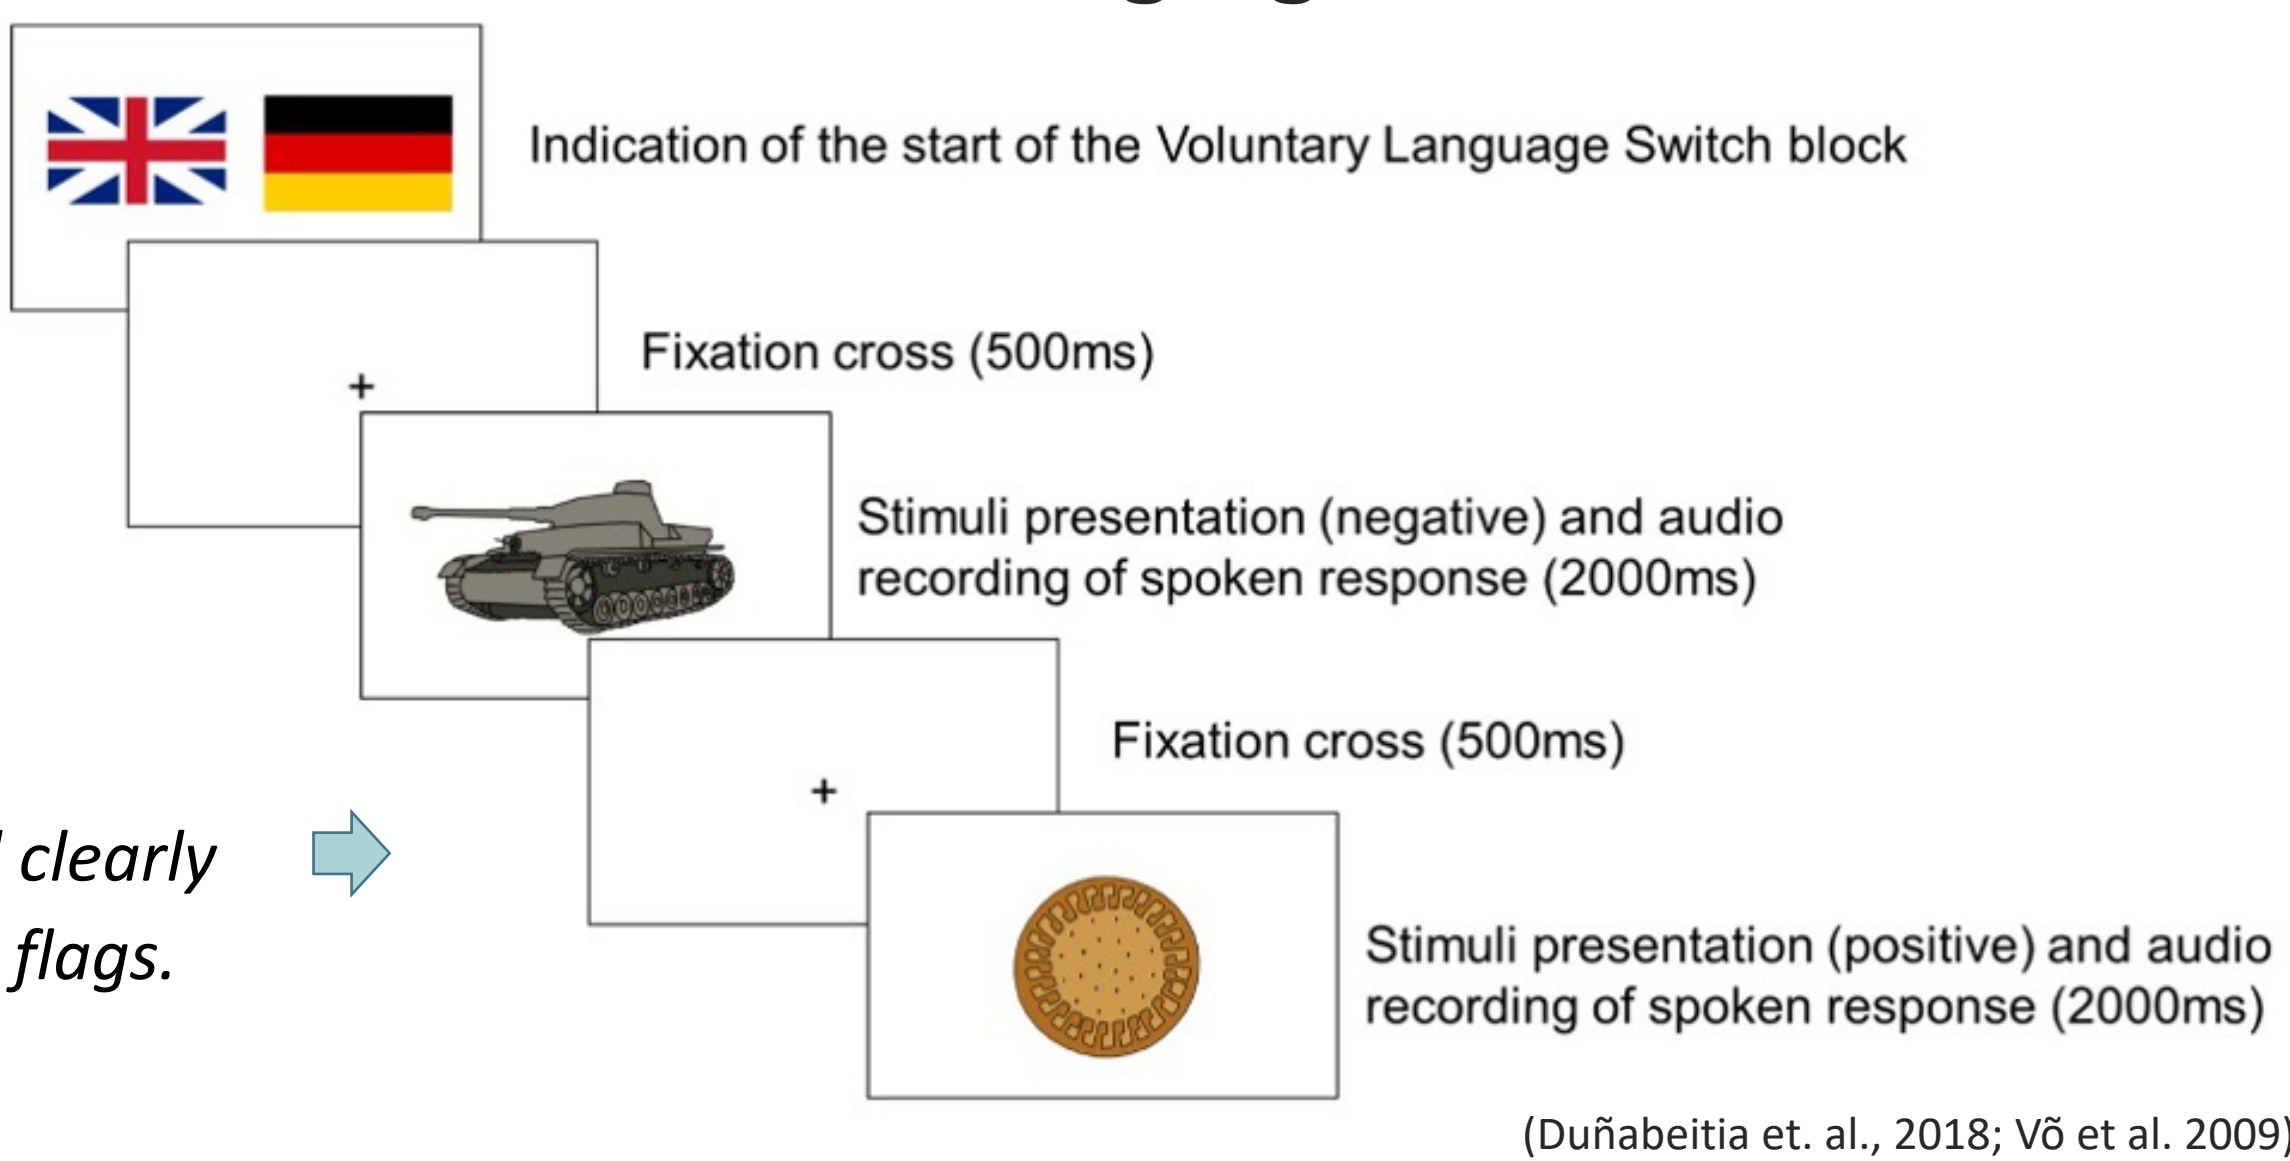 Indication of the start of the Voluntary Language Switch block
Fixation cross (500ms)
+
Stimuli presentation (negative) and audio
recording of spoken response (2000ms)
Fixation cross (500ms)
+
clearly
flags.
Stimuli presentation (positive) and audio
recording of spoken response (2000ms)
(Duñabeitia et. al., 2018; Võ et al. 2009)